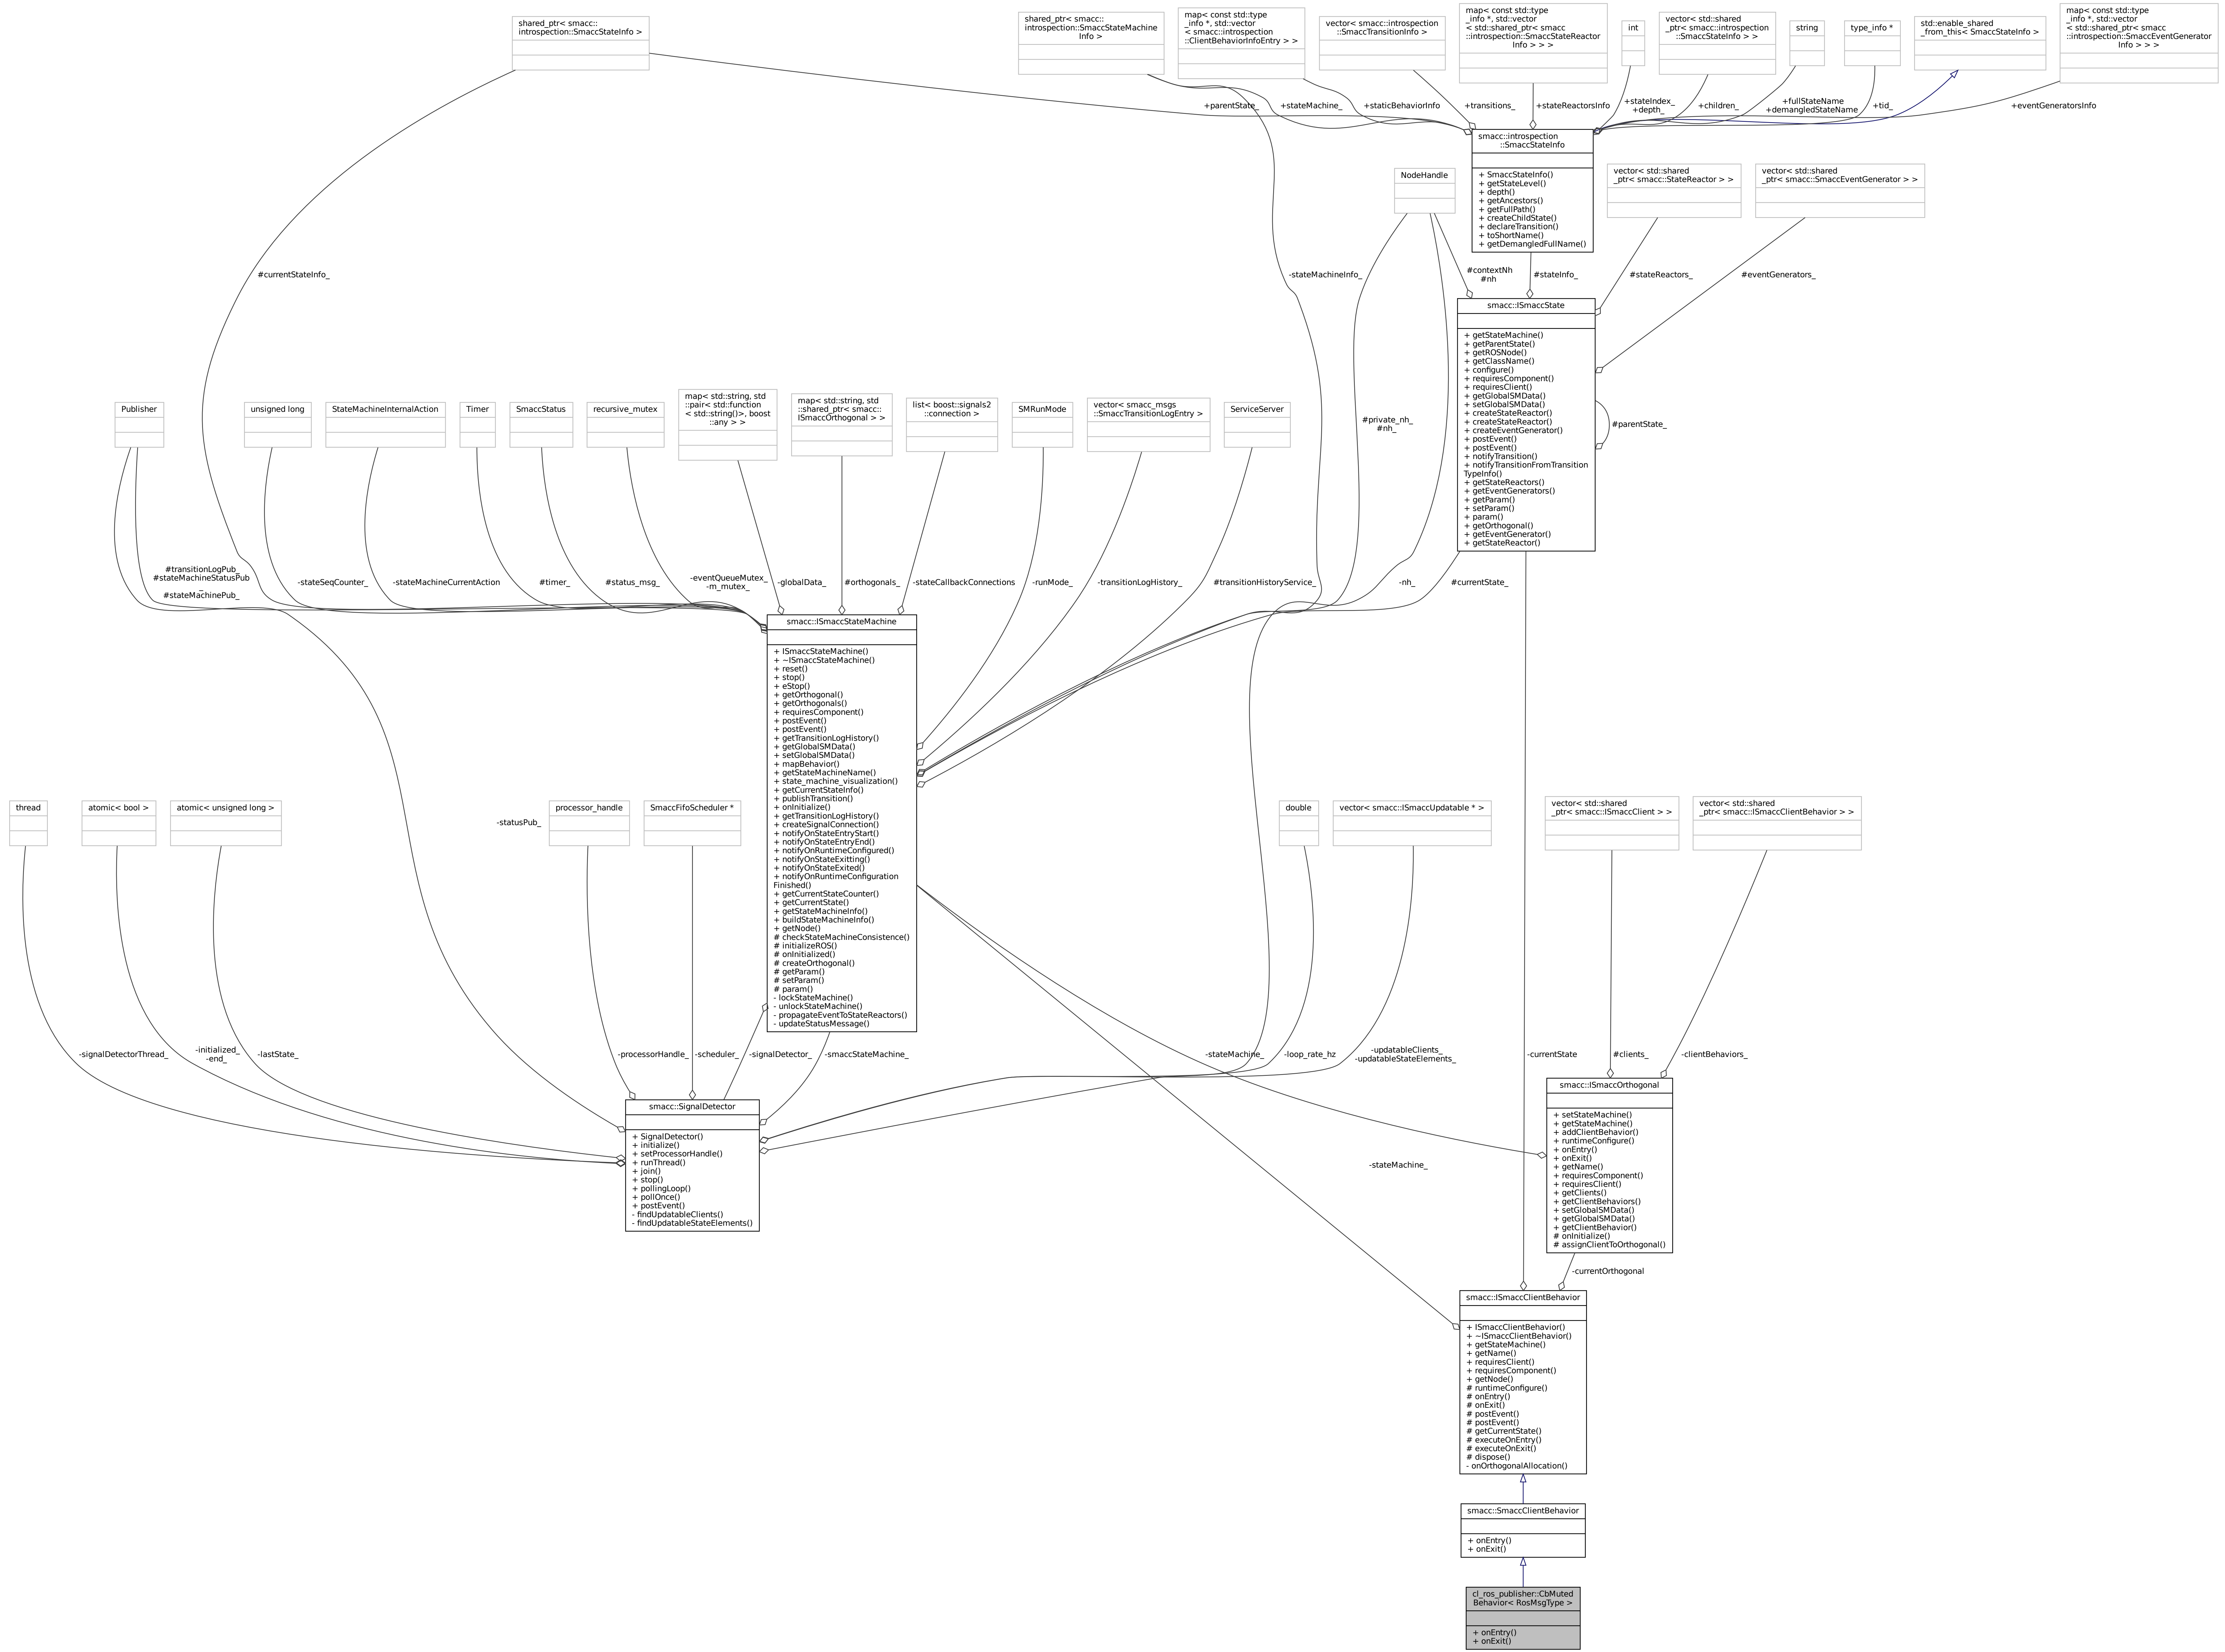 shared_ptr< smacc::
introspection::SmaccStateInfo >
shared_ptr< smacc::
introspection::SmaccStateMachine
Info >
map< const std::type
_info *, std::vector
< smacc::introspection
::ClientBehaviorInfoEntry > >
vector< smacc::introspection
::SmaccTransitionInfo >
map< const std::type
_info *, std::vector
< std::shared_ptr< smacc
::introspection::SmaccStateReactor
Info > > >
int
vector< std::shared
_ptr< smacc::introspection
::SmaccStateInfo > >
string
type_info *
std::enable_shared
_from_this< SmaccStateInfo >
map< const std::type
_info *, std::vector
< std::shared_ptr< smacc
::introspection::SmaccEventGenerator
Info > > >
+parentState_
+stateMachine_
+staticBehaviorInfo
+transitions_
+stateReactorsInfo
+stateIndex_
+depth_
+children_
+fullStateName
+demangledStateName
+tid_
+eventGeneratorsInfo
smacc::introspection
::SmaccStateInfo
+ SmaccStateInfo()
+ getStateLevel()
+ depth()
+ getAncestors()
+ getFullPath()
+ createChildState()
+ declareTransition()
+ toShortName()
+ getDemangledFullName()
NodeHandle
vector< std::shared
_ptr< smacc::StateReactor > >
vector< std::shared
_ptr< smacc::SmaccEventGenerator > >
#currentStateInfo_
-stateMachineInfo_
#contextNh
#nh
#stateInfo_
#stateReactors_
#eventGenerators_
smacc::ISmaccState
+ getStateMachine()
+ getParentState()
+ getROSNode()
+ getClassName()
+ configure()
+ requiresComponent()
+ requiresClient()
+ getGlobalSMData()
+ setGlobalSMData()
+ createStateReactor()
+ createStateReactor()
+ createEventGenerator()
+ postEvent()
+ postEvent()
+ notifyTransition()
+ notifyTransitionFromTransition
TypeInfo()
+ getStateReactors()
+ getEventGenerators()
+ getParam()
+ setParam()
+ param()
+ getOrthogonal()
+ getEventGenerator()
+ getStateReactor()
#parentState_
Publisher
unsigned long
StateMachineInternalAction
Timer
SmaccStatus
recursive_mutex
map< std::string, std
::pair< std::function
< std::string()>, boost
::any > >
map< std::string, std
::shared_ptr< smacc::
ISmaccOrthogonal > >
list< boost::signals2
::connection >
SMRunMode
vector< smacc_msgs
::SmaccTransitionLogEntry >
ServiceServer
#private_nh_
#nh_
#transitionLogPub_
#stateMachineStatusPub
_
#stateMachinePub_
-stateSeqCounter_
-stateMachineCurrentAction
#timer_
#status_msg_
-eventQueueMutex_
-m_mutex_
-globalData_
#orthogonals_
-stateCallbackConnections
-runMode_
-transitionLogHistory_
#transitionHistoryService_
-nh_
#currentState_
smacc::ISmaccStateMachine
+ ISmaccStateMachine()
+ ~ISmaccStateMachine()
+ reset()
+ stop()
+ eStop()
+ getOrthogonal()
+ getOrthogonals()
+ requiresComponent()
+ postEvent()
+ postEvent()
+ getTransitionLogHistory()
+ getGlobalSMData()
+ setGlobalSMData()
+ mapBehavior()
+ getStateMachineName()
+ state_machine_visualization()
+ getCurrentStateInfo()
+ publishTransition()
+ onInitialize()
+ getTransitionLogHistory()
+ createSignalConnection()
+ notifyOnStateEntryStart()
+ notifyOnStateEntryEnd()
+ notifyOnRuntimeConfigured()
+ notifyOnStateExitting()
+ notifyOnStateExited()
+ notifyOnRuntimeConfiguration
Finished()
+ getCurrentStateCounter()
+ getCurrentState()
+ getStateMachineInfo()
+ buildStateMachineInfo()
+ getNode()
# checkStateMachineConsistence()
# initializeROS()
# onInitialized()
# createOrthogonal()
# getParam()
# setParam()
# param()
- lockStateMachine()
- unlockStateMachine()
- propagateEventToStateReactors()
- updateStatusMessage()
thread
atomic< bool >
atomic< unsigned long >
-statusPub_
processor_handle
SmaccFifoScheduler *
double
vector< smacc::ISmaccUpdatable * >
vector< std::shared
_ptr< smacc::ISmaccClient > >
vector< std::shared
_ptr< smacc::ISmaccClientBehavior > >
-signalDetectorThread_
-initialized_
-end_
-lastState_
-processorHandle_
-scheduler_
-signalDetector_
-smaccStateMachine_
-stateMachine_
-loop_rate_hz
-updatableClients_
-updatableStateElements_
-currentState
#clients_
-clientBehaviors_
smacc::SignalDetector
+ SignalDetector()
+ initialize()
+ setProcessorHandle()
+ runThread()
+ join()
+ stop()
+ pollingLoop()
+ pollOnce()
+ postEvent()
- findUpdatableClients()
- findUpdatableStateElements()
-stateMachine_
smacc::ISmaccOrthogonal
+ setStateMachine()
+ getStateMachine()
+ addClientBehavior()
+ runtimeConfigure()
+ onEntry()
+ onExit()
+ getName()
+ requiresComponent()
+ requiresClient()
+ getClients()
+ getClientBehaviors()
+ setGlobalSMData()
+ getGlobalSMData()
+ getClientBehavior()
# onInitialize()
# assignClientToOrthogonal()
-currentOrthogonal
smacc::ISmaccClientBehavior
+ ISmaccClientBehavior()
+ ~ISmaccClientBehavior()
+ getStateMachine()
+ getName()
+ requiresClient()
+ requiresComponent()
+ getNode()
# runtimeConfigure()
# onEntry()
# onExit()
# postEvent()
# postEvent()
# getCurrentState()
# executeOnEntry()
# executeOnExit()
# dispose()
- onOrthogonalAllocation()
smacc::SmaccClientBehavior
+ onEntry()
+ onExit()
cl_ros_publisher::CbMuted
Behavior< RosMsgType >
+ onEntry()
+ onExit()